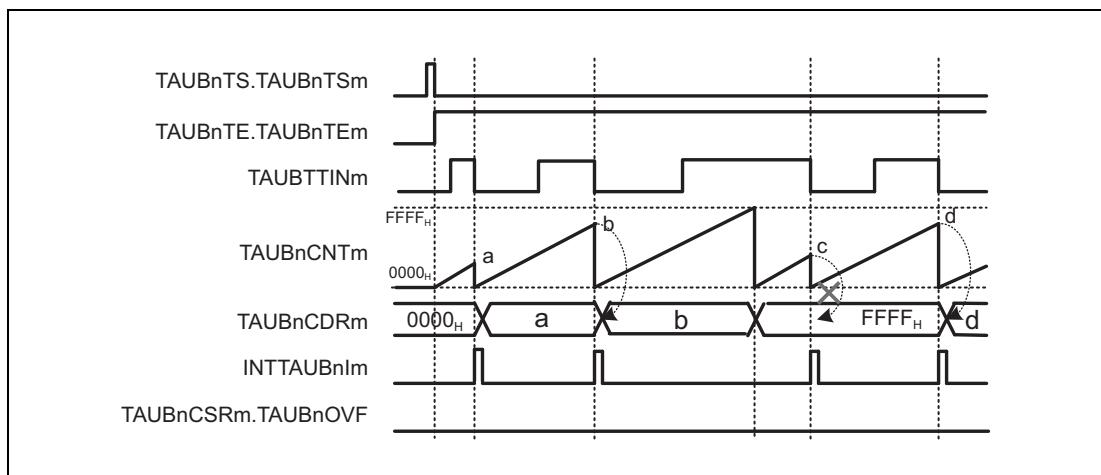 TAUBnTS.TAUBnTSm
TAUBnTE.TAUBnTEm
TAUBTTINm
FFFFH
TAUBnCNTm
0000H
a
b
c
d
TAUBnCDRm
0000H
a
b
FFFFH
d
INTTAUBnIm
TAUBnCSRm.TAUBnOVF